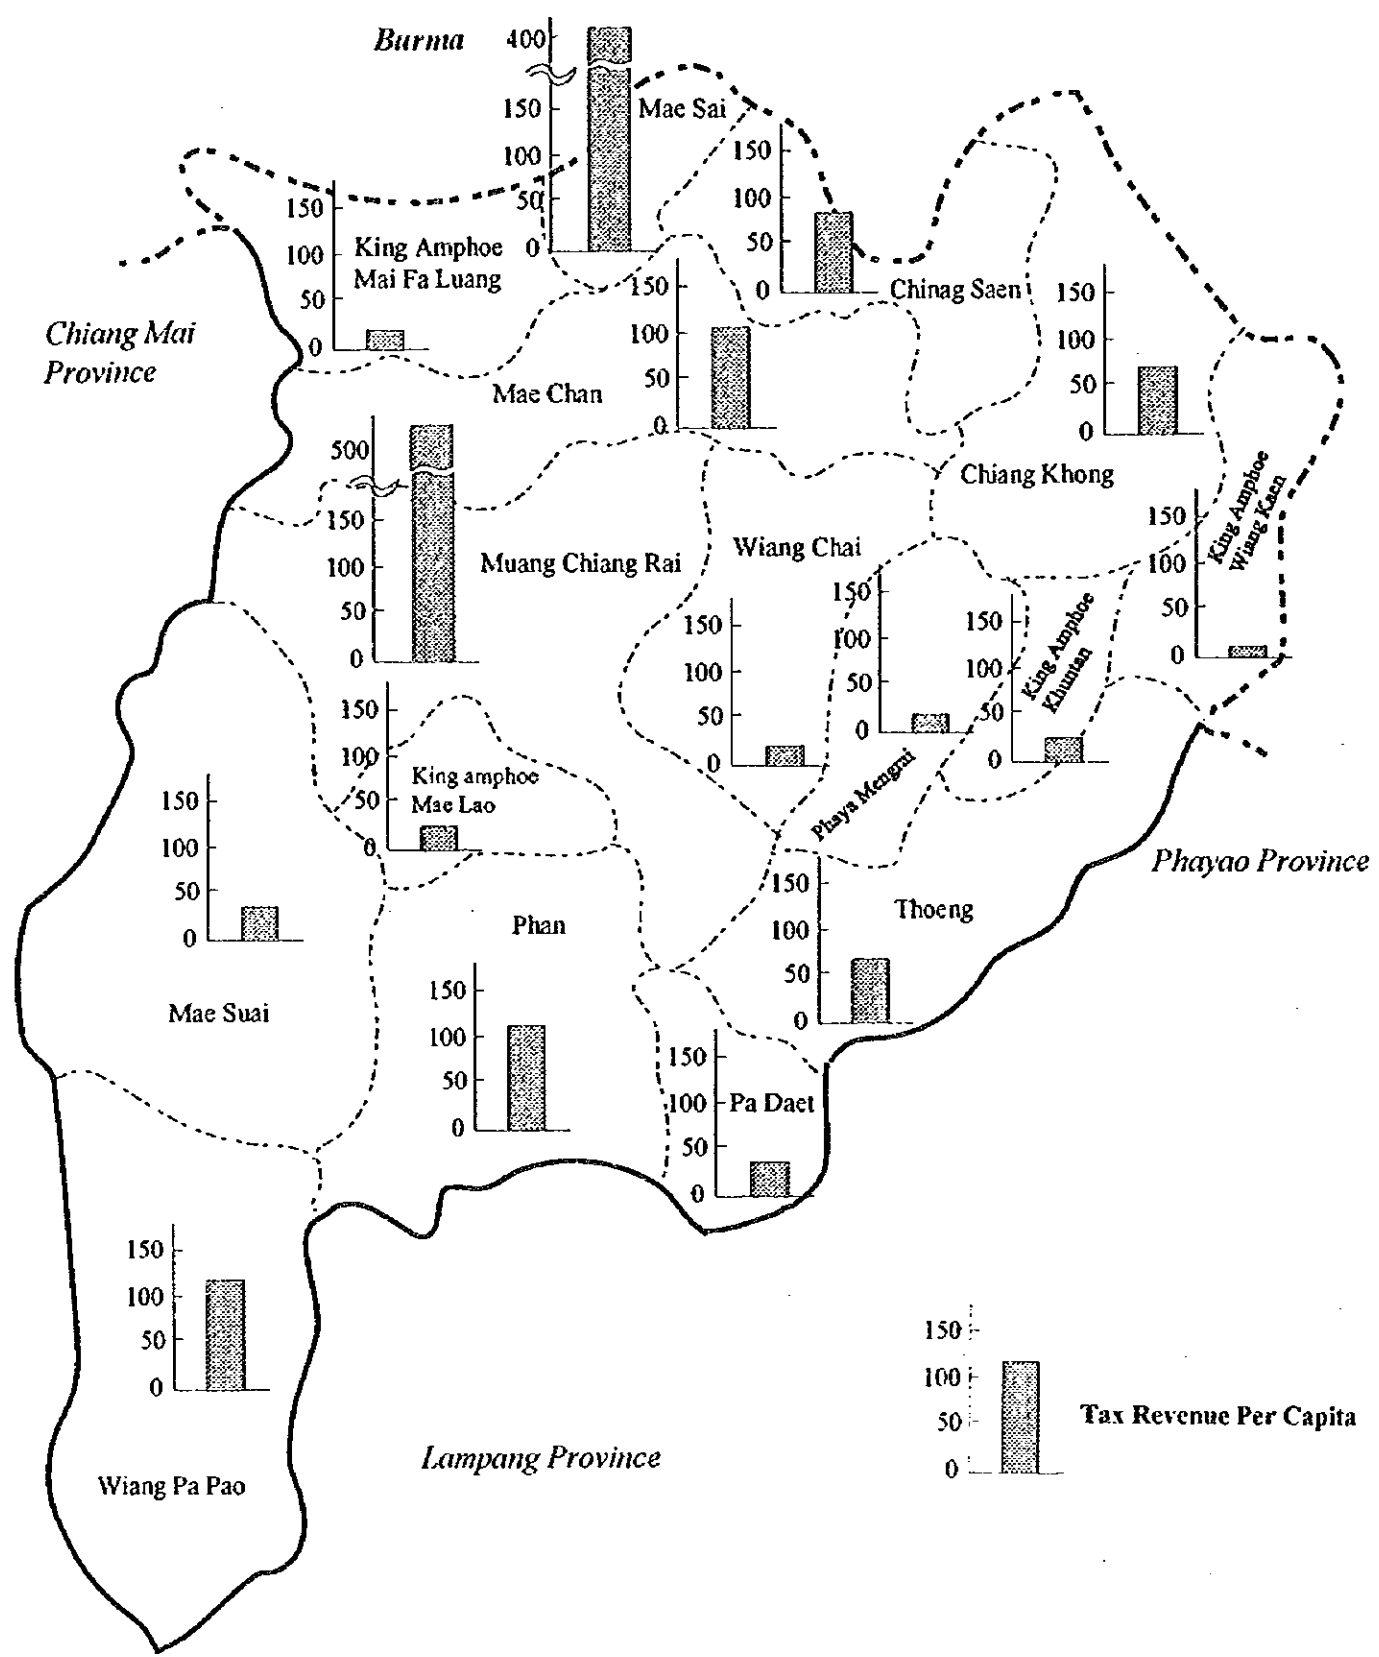 Burma
400
150
100
50
0
Mae Sai
150
100
50
0
King Amphoe
Mai Fa Luang
150
100
50
0
Chinag Saen
Chiang Mai
Province
150
100
50
0
Mae Chan
150
100
50
0
Chiang Khong
500
150
100
50
0
Muang Chiang Rai
Wiang Chai
150
100
50
0
150
100
50
0
Phaya Mengrai
150
100
50
0
King Amphoe
Khuntan
150
100
50
0
King Amphoe
Wiang Kaen
150
100
50
0
King amphoe
Mae Lao
150
100
50
0
Mae Suai
150
100
50
0
Phan
150
100
50
0
Thoeng
150
100
50
0
Phayao Province
150
100
50
0
Pa Daet
150
100
50
0
Wiang Pa Pao
Lampang Province
150
100
50
0
Tax Revenue Per Capita